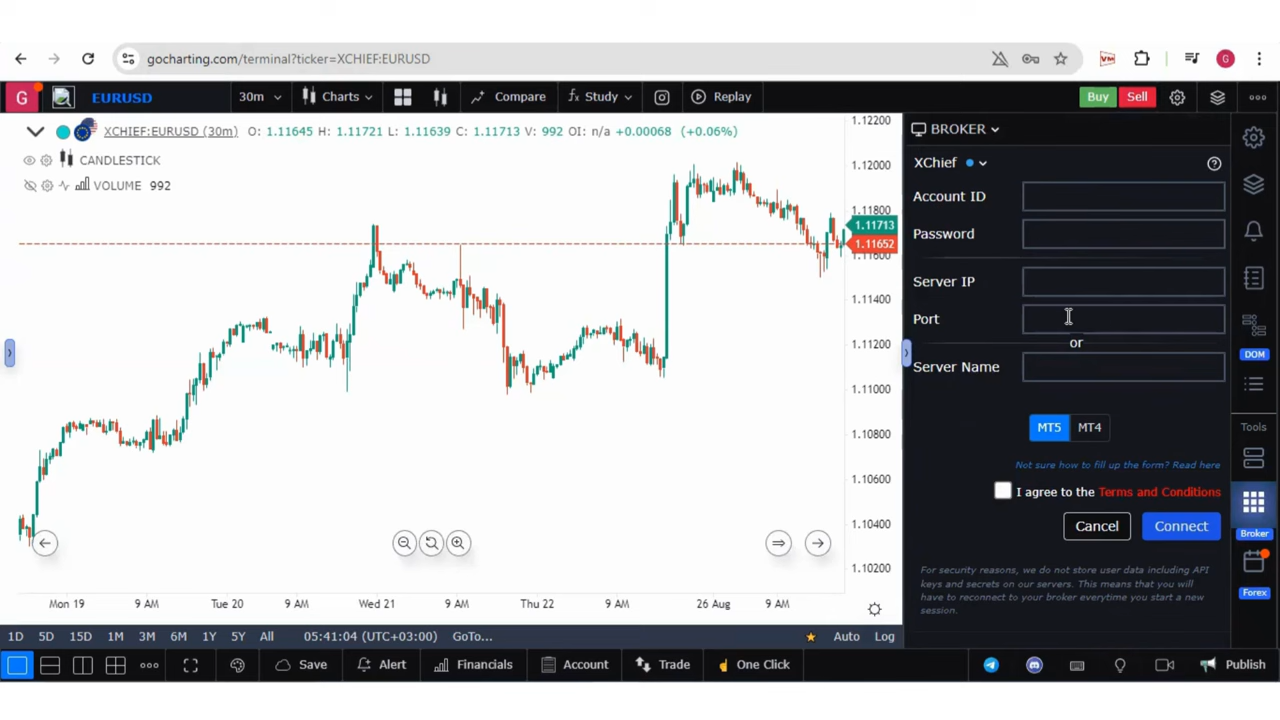 gocharting.com/terminal?ticker=XCHIEF:EURUSD
VM
G
G EURUSD 30m Charts Compare fx Study Replay Buy Sell
XCHIEF:EURUSD (30m) O: 1.11645 H: 1.11721 L: 1.11639 C: 1.11713 V: 992 OI: n/a +0.00068 (+0.06%)
CANDLESTICK
VOLUME 992
1.12200
1.12000
1.11800
1.11713
1.11652
1.11600
1.11400
1.11200
1.11000
1.10800
1.10600
1.10400
1.10200
Mon 19 9 AM Tue 20 9 AM Wed 21 9 AM Thu 22 9 AM 26 Aug 9 AM
BROKER
XChief
Account ID
Password
Server IP
Port
or
Server Name
MT5 MT4
Not sure how to fill up the form? Read here
I agree to the Terms and Conditions
Cancel Connect
For security reasons, we do not store user data including API
keys and secrets on our servers. This means that you will
have to reconnect to your broker everytime you start a new
session.
DOM
Tools
Broker
Forex
1D 5D 15D 1M 3M 6M 1Y 5Y All 05:41:04 (UTC+03:00) GoTo... Auto Log
Save Alert Financials Account Trade One Click Publish